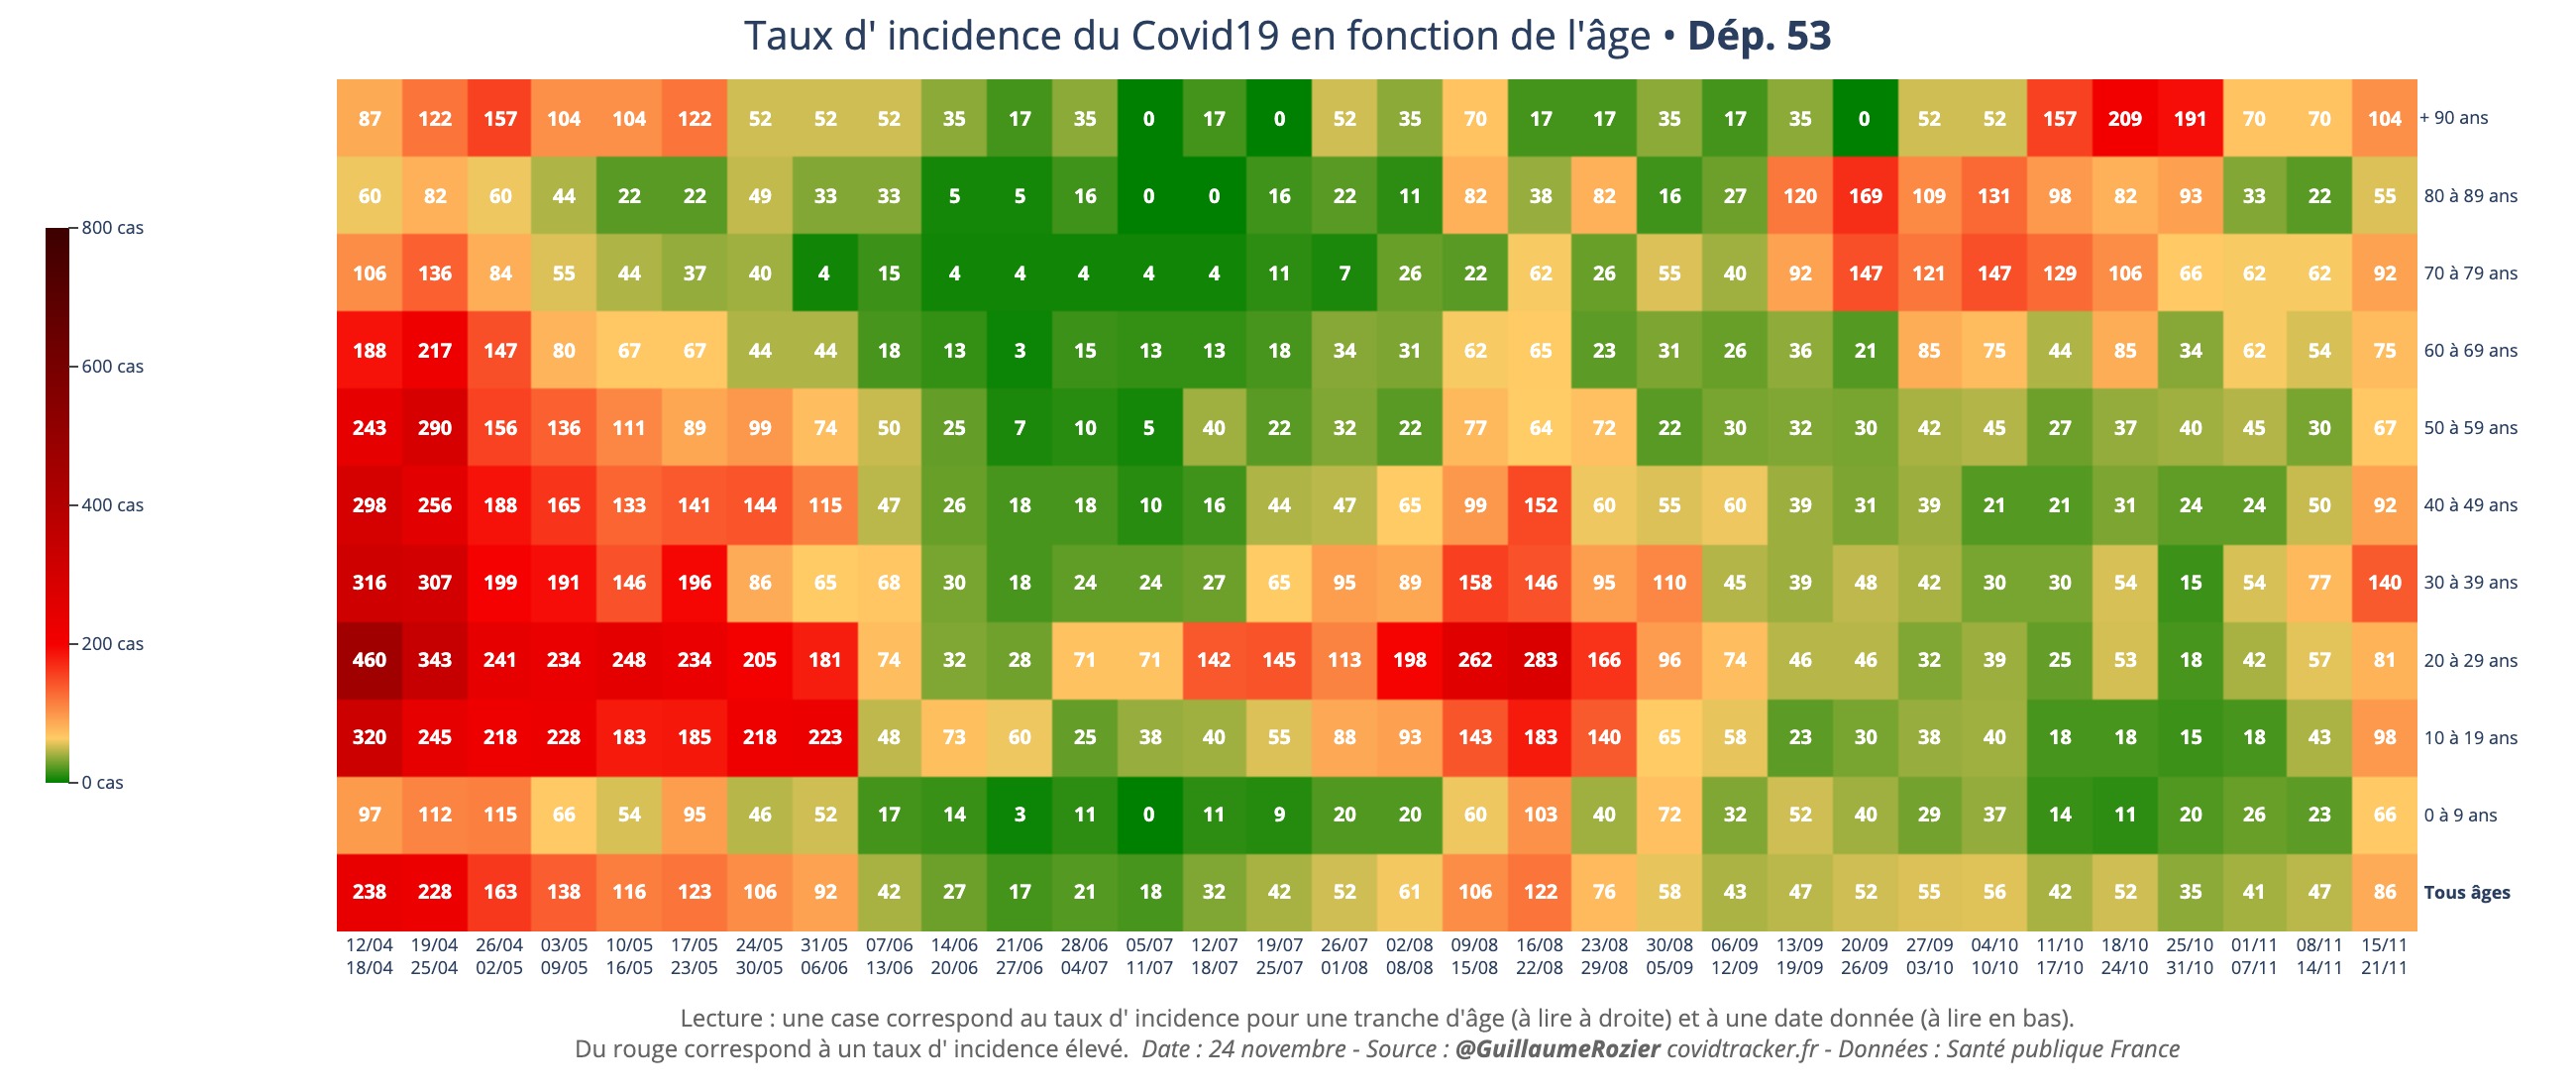 Taux d' incidence du Covid19 en fonction de l'âge • Dép. 53
87 122 157 104 104 122 52 52 52 35 17 35 0 17 0 52 35 70 17 17 35 17 35 0 52 52 157 209 191 70 70 104 + 90 ans
60 82 60 44 22 22 49 33 33 5 5 16 0 0 16 22 11 82 38 82 16 27 120 169 109 131 98 82 93 33 22 55 80 à 89 ans
800 cas
106 136 84 55 44 37 40 4 15 4 4 4 4 4 11 7 26 22 62 26 55 40 92 147 121 147 129 106 66 62 62 92 70 à 79 ans
188 217 147 80 67 67 44 44 18 13 3 15 13 13 18 34 31 62 65 23 31 26 36 21 85 75 44 85 34 62 54 75 60 à 69 ans
600 cas
243 290 156 136 111 89 99 74 50 25 7 10 5 40 22 32 22 77 64 72 22 30 32 30 42 45 27 37 40 45 30 67 50 à 59 ans
298 256 188 165 133 141 144 115 47 26 18 18 10 16 44 47 65 99 152 60 55 60 39 31 39 21 21 31 24 24 50 92 40 à 49 ans
400 cas
316 307 199 191 146 196 86 65 68 30 18 24 24 27 65 95 89 158 146 95 110 45 39 48 42 30 30 54 15 54 77 140 30 à 39 ans
200 cas
460 343 241 234 248 234 205 181 74 32 28 71 71 142 145 113 198 262 283 166 96 74 46 46 32 39 25 53 18 42 57 81 20 à 29 ans
320 245 218 228 183 185 218 223 48 73 60 25 38 40 55 88 93 143 183 140 65 58 23 30 38 40 18 18 15 18 43 98 10 à 19 ans
0 cas
97 112 115 66 54 95 46 52 17 14 3 11 0 11 9 20 20 60 103 40 72 32 52 40 29 37 14 11 20 26 23 66 0 à 9 ans
238 228 163 138 116 123 106 92 42 27 17 21 18 32 42 52 61 106 122 76 58 43 47 52 55 56 42 52 35 41 47 86 Tous âges
12/04 19/04 26/04 03/05 10/05 17/05 24/05 31/05 07/06 14/06 21/06 28/06 05/07 12/07 19/07 26/07 02/08 09/08 16/08 23/08 30/08 06/09 13/09 20/09 27/09 04/10 11/10 18/10 25/10 01/11 08/11 15/11
18/04 25/04 02/05 09/05 16/05 23/05 30/05 06/06 13/06 20/06 27/06 04/07 11/07 18/07 25/07 01/08 08/08 15/08 22/08 29/08 05/09 12/09 19/09 26/09 03/10 10/10 17/10 24/10 31/10 07/11 14/11 21/11
Lecture : une case correspond au taux d' incidence pour une tranche d'âge (à lire à droite) et à une date donnée (à lire en bas).
Du rouge correspond à un taux d' incidence élevé. Date : 24 novembre - Source : @GuillaumeRozier covidtracker.fr - Données : Santé publique France